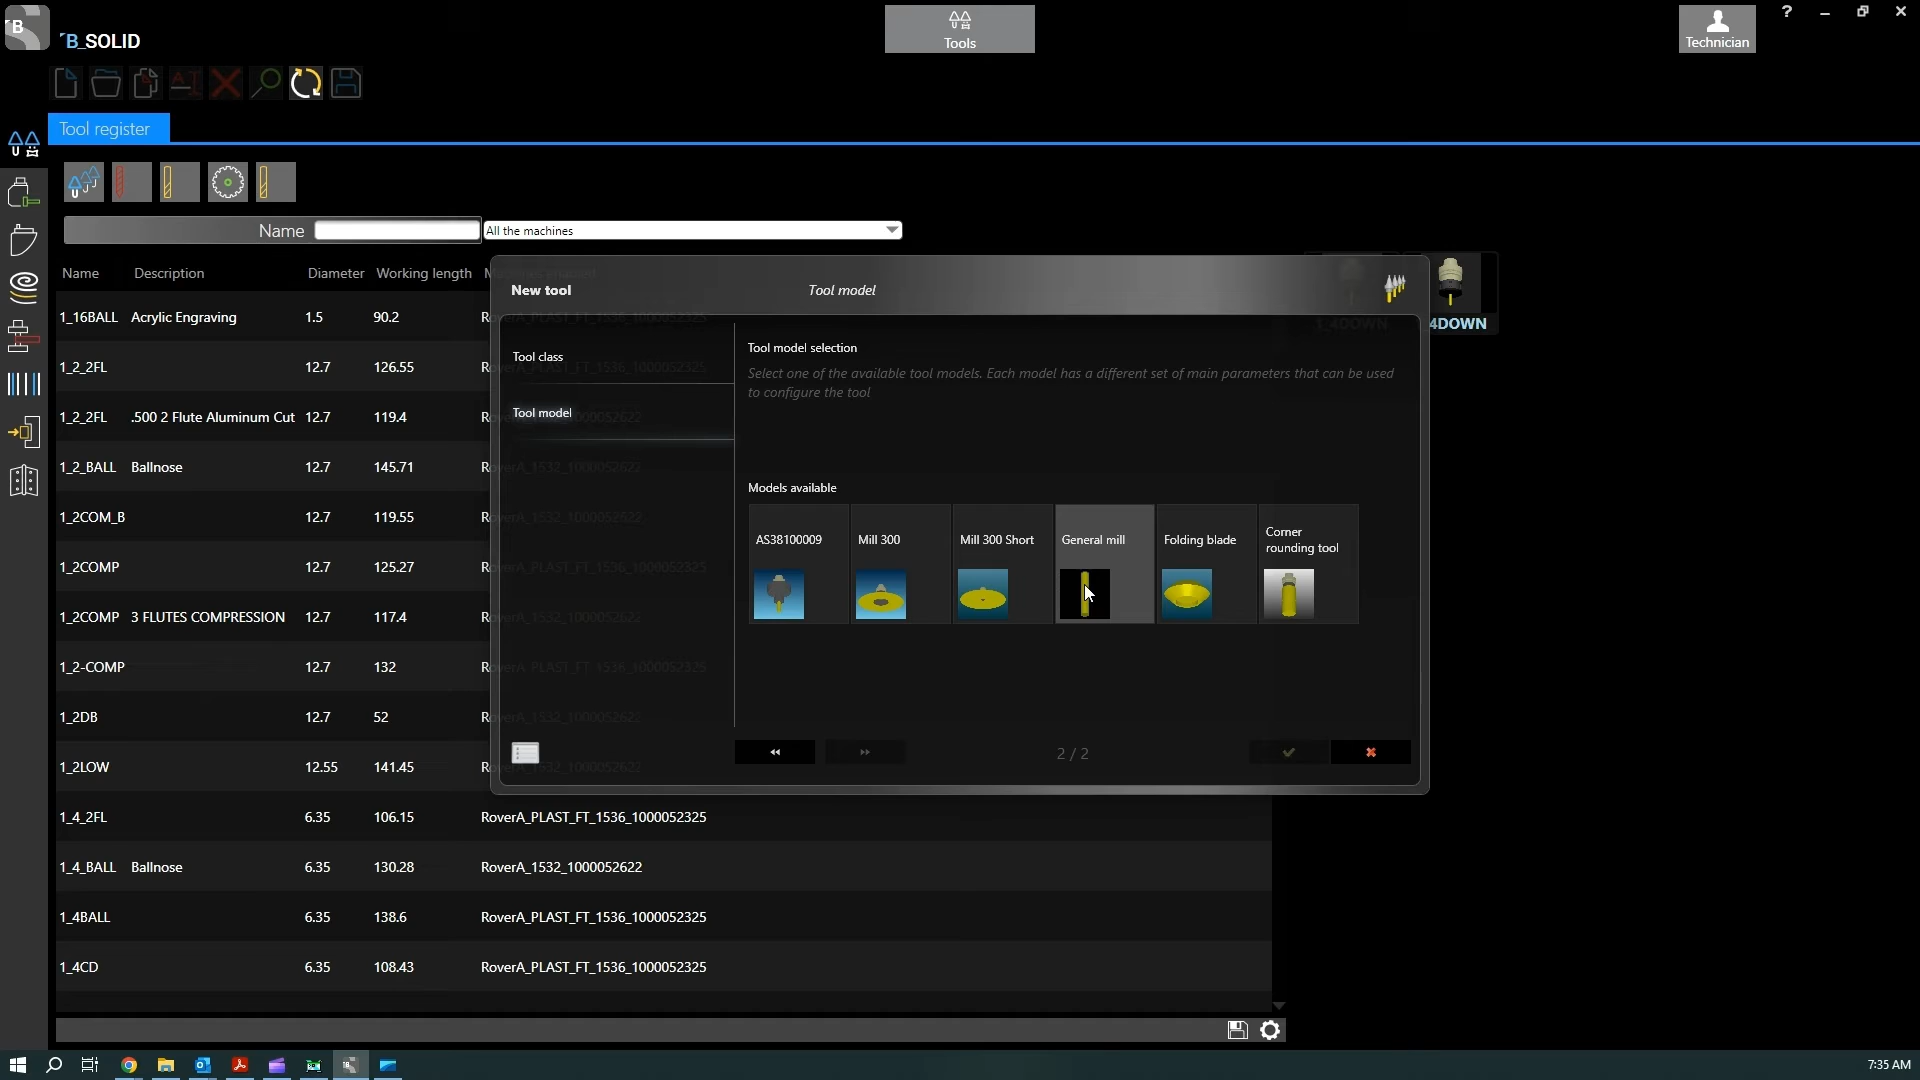 B_SOLID
Tools
Technician
Tool register
Name
All the machines
Name Description Diameter Working length
1_16BALL Acrylic Engraving 1.5 90.2
1_2_2FL 12.7 126.55
1_2_2FL .500 2 Flute Aluminum Cut 12.7 119.4
1_2_BALL Ballnose 12.7 145.71
1_2COM_B 12.7 119.55
1_2COMP 12.7 125.27
1_2COMP 3 FLUTES COMPRESSION 12.7 117.4
1_2-COMP 12.7 132
1_2DB 12.7 52
1_2LOW 12.55 141.45
1_4_2FL 6.35 106.15 RoverA_PLAST_FT_1536_1000052325
1_4_BALL Ballnose 6.35 130.28 RoverA_1532_1000052622
1_4BALL 6.35 138.6 RoverA_PLAST_FT_1536_1000052325
1_4CD 6.35 108.43 RoverA_PLAST_FT_1536_1000052325
New tool
Tool model
Tool class
Tool model
Tool model selection
Select one of the available tool models. Each model has a different set of main parameters that can be used
to configure the tool
Models available
AS38100009
Mill 300
Mill 300 Short
General mill
Folding blade
Corner
rounding tool
2 / 2
1_4DOWN
4DOWN
7:35 AM